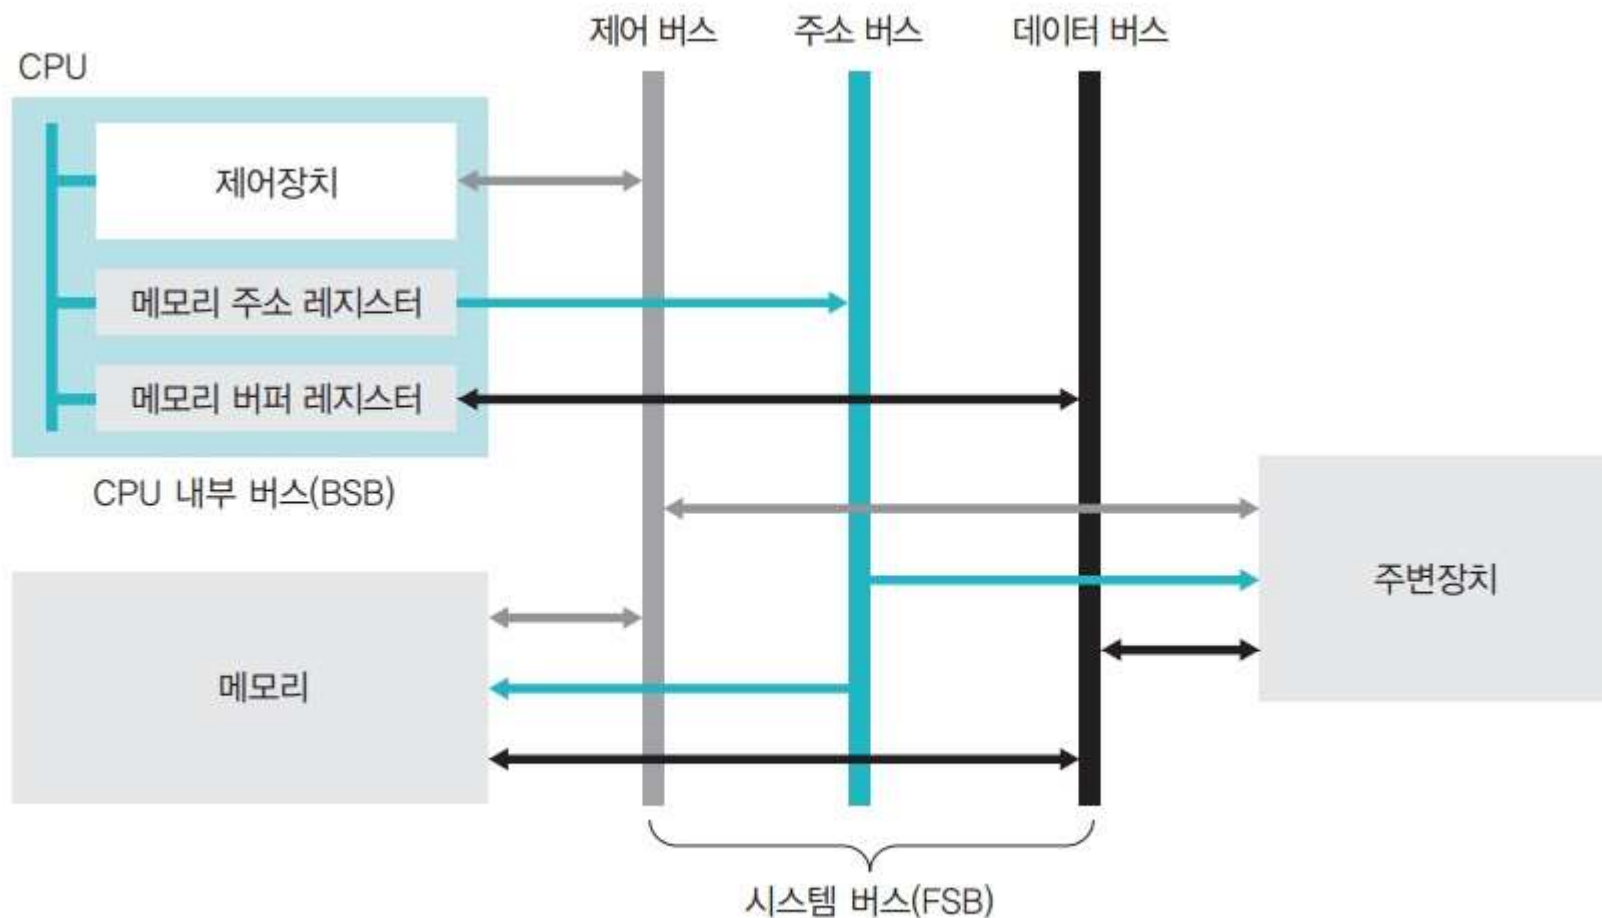 제어 버스
주소 버스
데이터 버스
CPU
제어장치
메모리 주소 레지스터
메모리 버퍼 레지스터
CPU 내부 버스(BSB)
주변장치
메모리
시스템 버스(FSB)